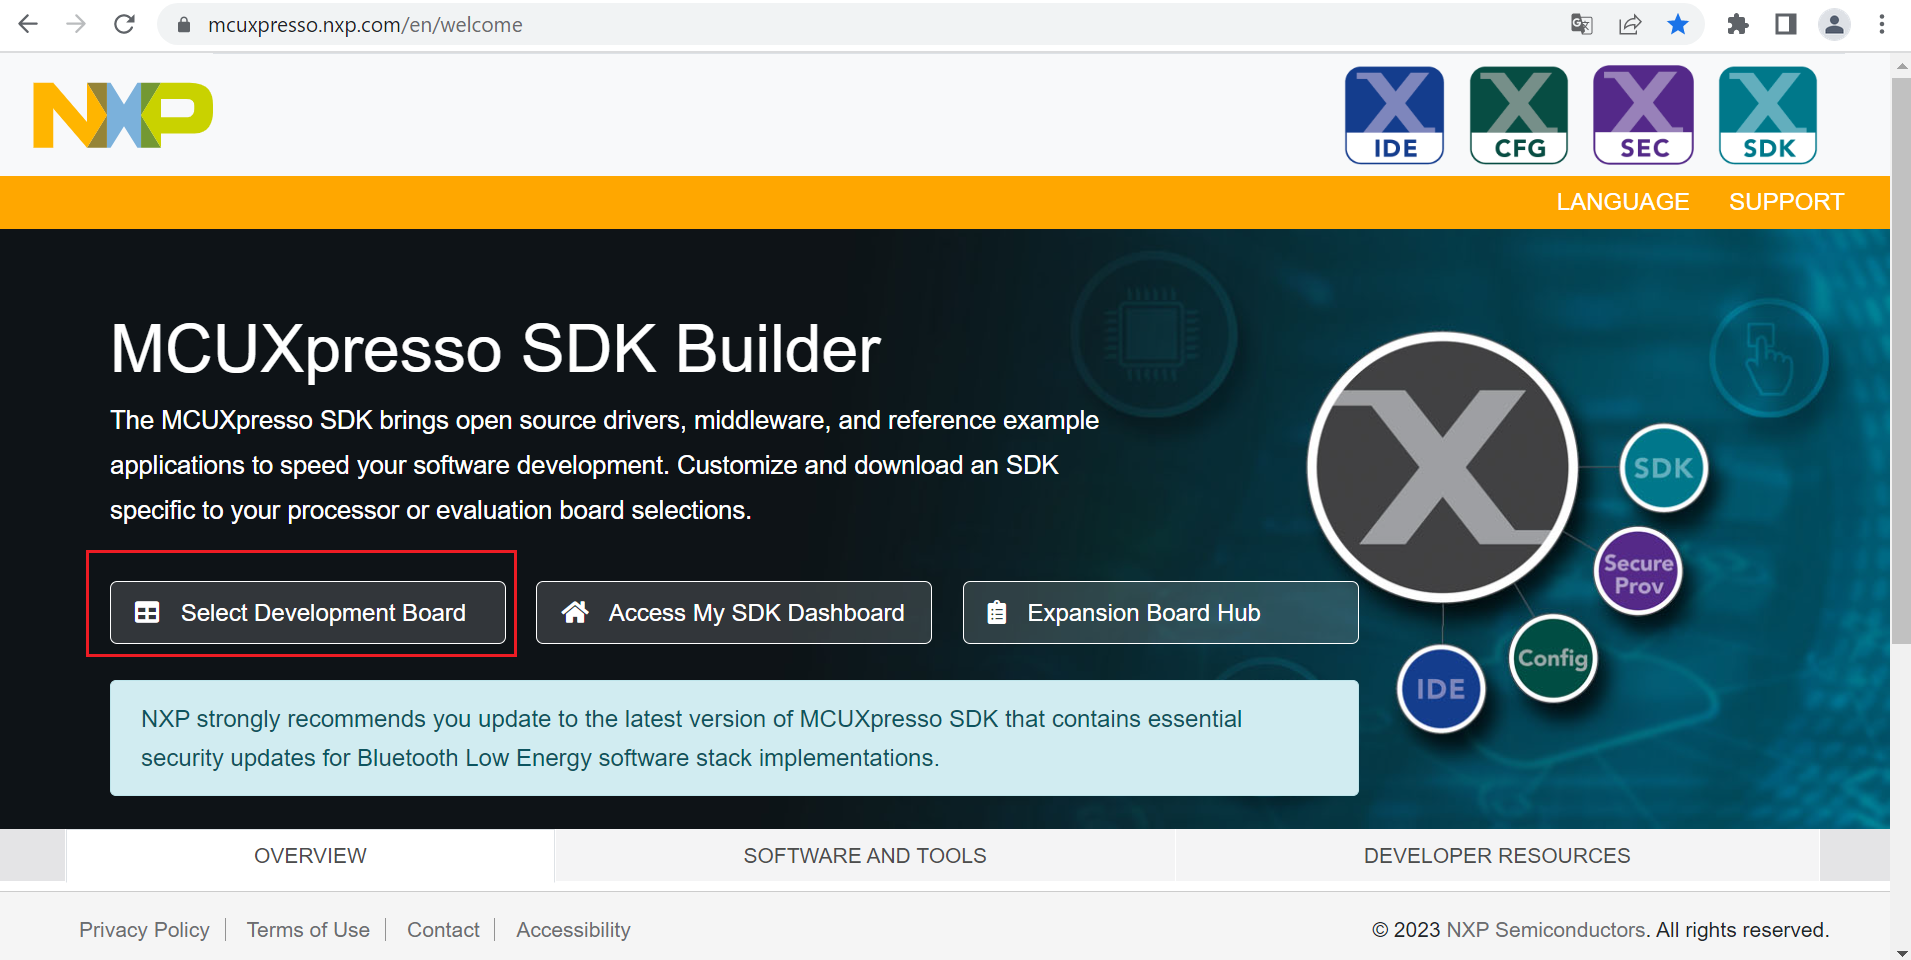 mcuxpresso.nxp.com/en/welcome
NXP
IDE
CFG
SEC
SDK
LANGUAGE
SUPPORT
MCUXpresso SDK Builder
The MCUXpresso SDK brings open source drivers, middleware, and reference example
applications to speed your software development. Customize and download an SDK
specific to your processor or evaluation board selections.
Select Development Board
Access My SDK Dashboard
Expansion Board Hub
NXP strongly recommends you update to the latest version of MCUXpresso SDK that contains essential
security updates for Bluetooth Low Energy software stack implementations.
X
SDK
Secure
Prov
Config
IDE
OVERVIEW
SOFTWARE AND TOOLS
DEVELOPER RESOURCES
Privacy Policy
Terms of Use
Contact
Accessibility
© 2023 NXP Semiconductors. All rights reserved.